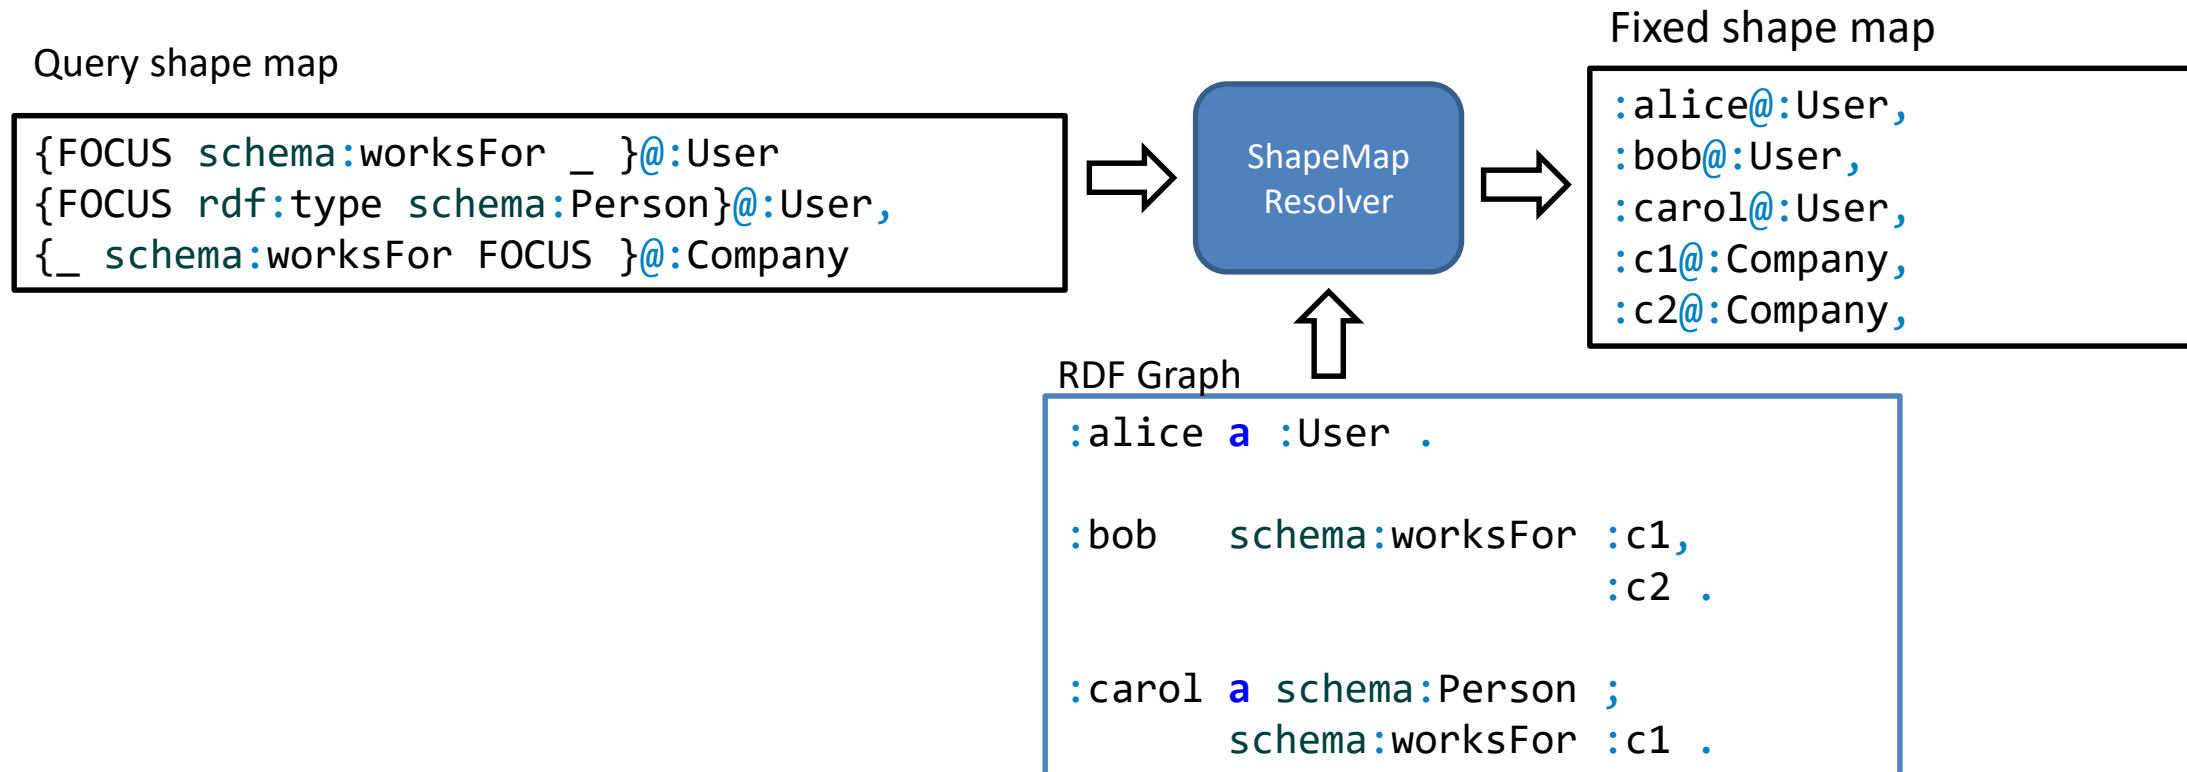 Query shape map
{FOCUS schema:worksFor _ }@:User
{FOCUS rdf:type schema:Person}@:User,
{_ schema:worksFor FOCUS }@:Company
ShapeMap
Resolver
Fixed shape map
:alice@:User,
:bob@:User,
:carol@:User,
:c1@:Company,
:c2@:Company,
RDF Graph
:alice a :User .
:bob schema:worksFor :c1,
:c2 .
:carol a schema:Person ;
schema:worksFor :c1 .